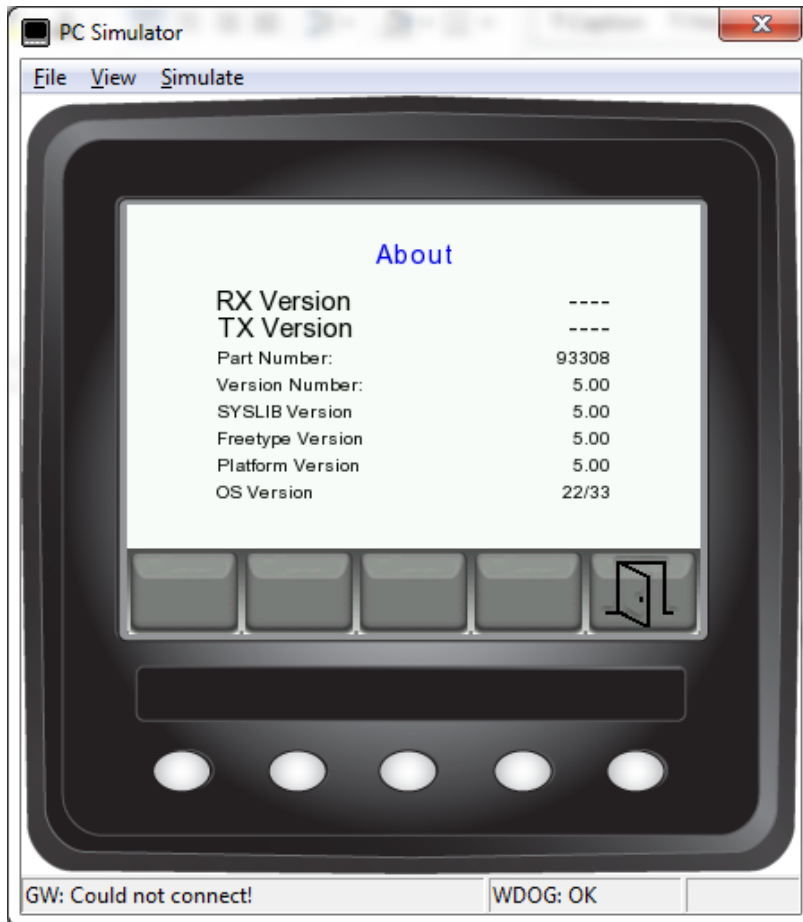 PC Simulator
File View Simulate
About
RX Version ----
TX Version ----
Part Number: 93308
Version Number: 5.00
SYSLIB Version 5.00
Freetype Version 5.00
Platform Version 5.00
OS Version 22/33
GW: Could not connect! WDOG: OK